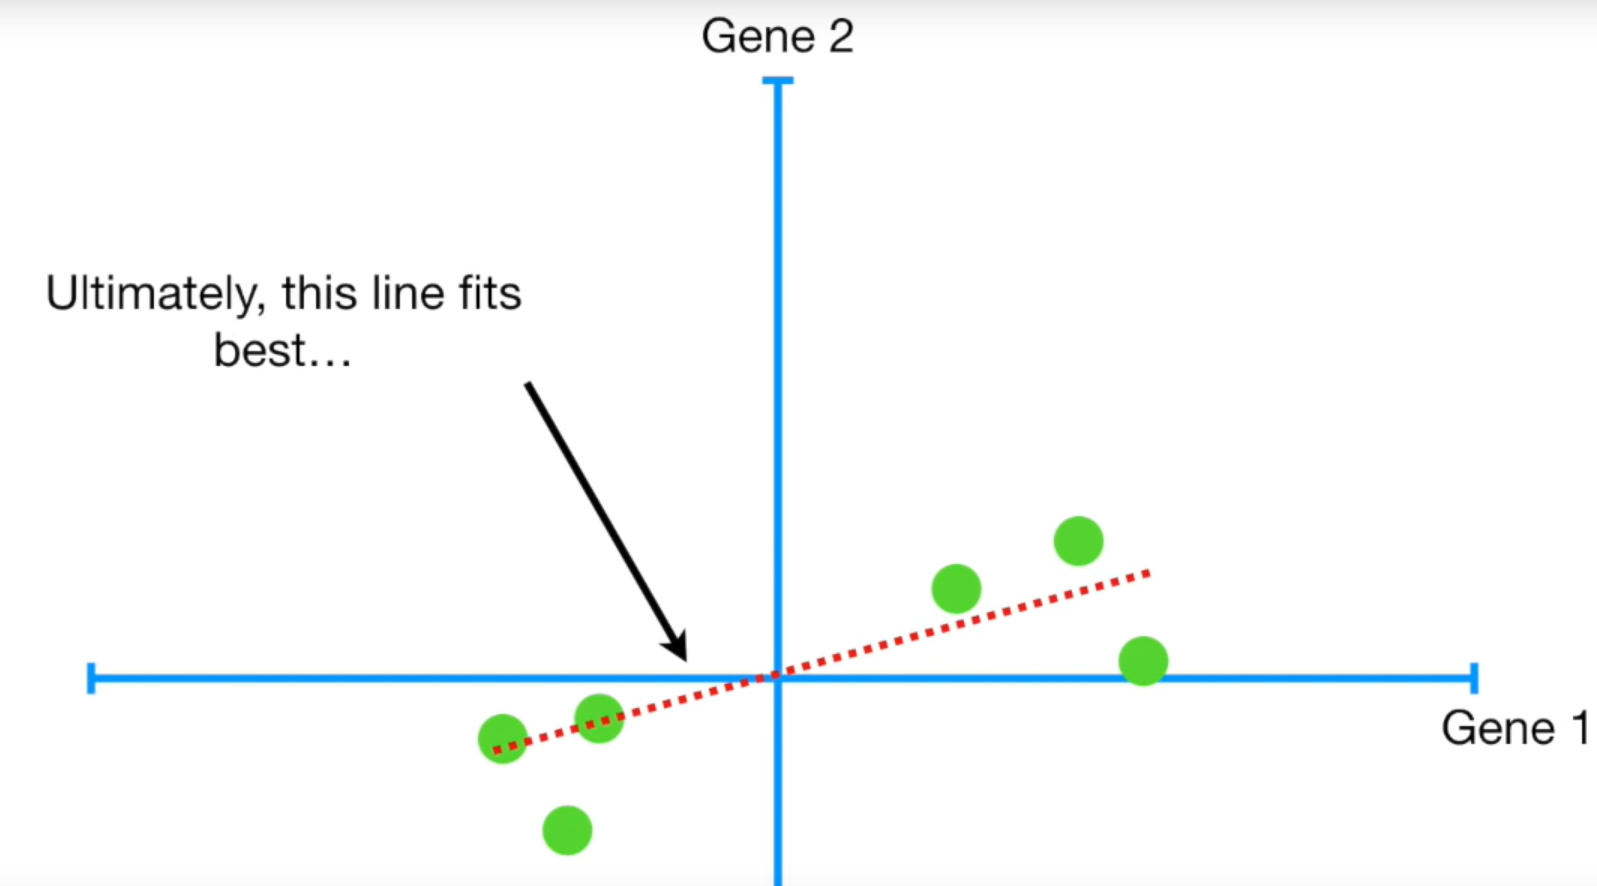 Gene 2
Ultimately, this line fits
best…
Gene 1